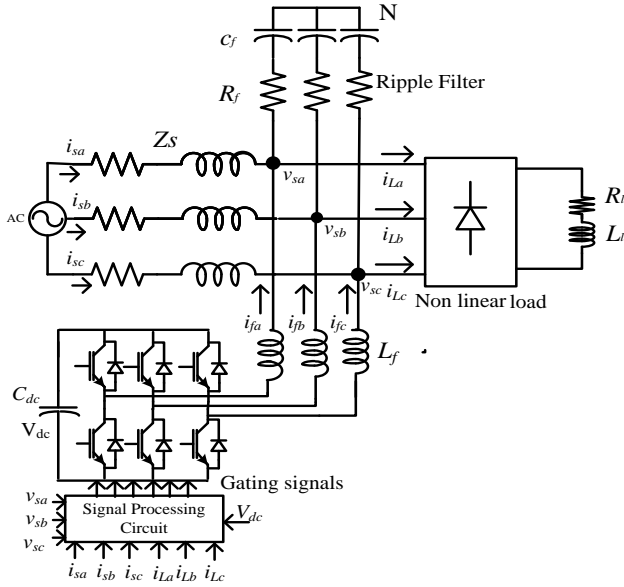 N
c_f
R_f
Ripple Filter
i_sa
Zs
v_sa
i_La
AC
i_sb
v_sb
i_Lb
R_l
L_l
i_sc
v_sc
i_Lc
Non linear load
i_fa
i_fb
i_fc
L_f
C_dc
V_dc
Gating signals
v_sa
v_sb
v_sc
Signal Processing
Circuit
V_dc
i_sa
i_sb
i_sc
i_La
i_Lb
i_Lc